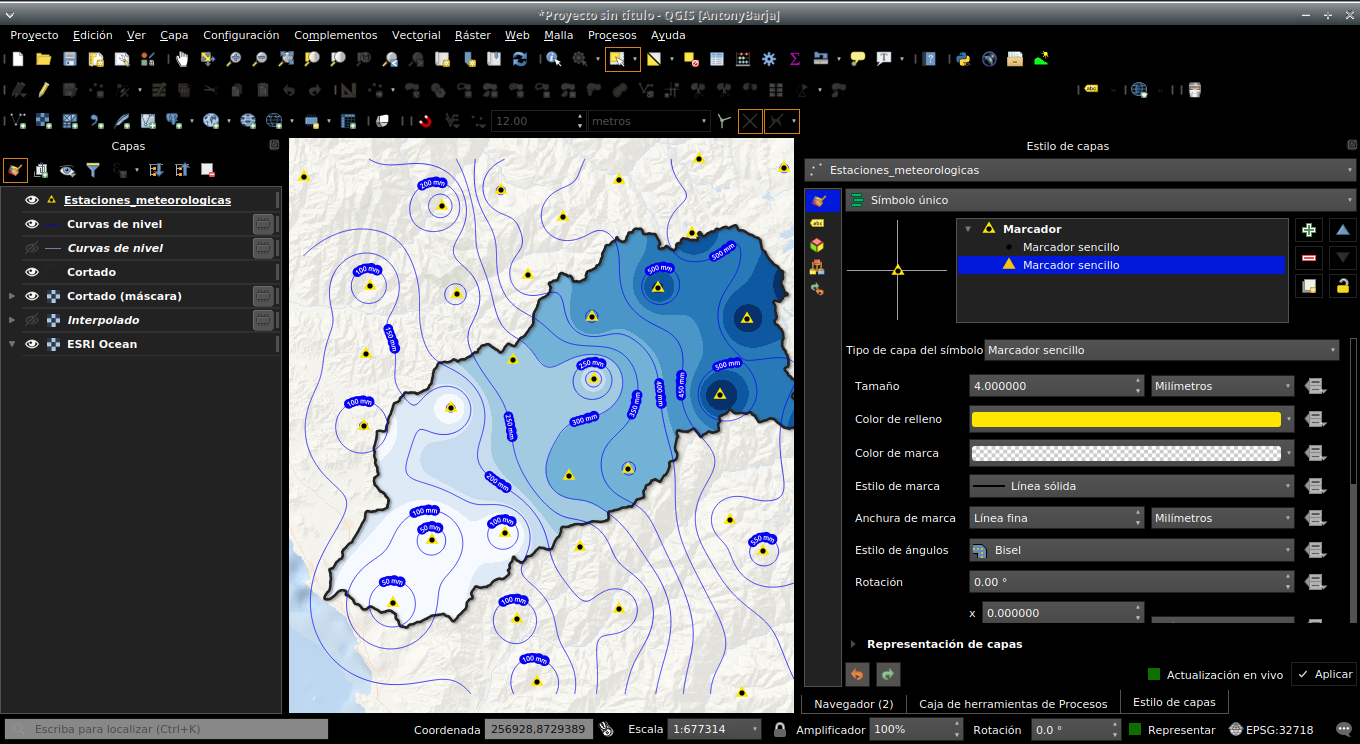 *Proyecto sin título - QGIS [AntonyBarja]
Proyecto Edición Ver Capa Configuración Complementos Vectorial Ráster Web Malla Procesos Ayuda
12.00 metros
Capas
Estaciones_meteorologicas
Curvas de nivel
Curvas de nivel
Cortado
Cortado (máscara)
Interpolado
ESRI Ocean
200 mm
500 mm
500 mm
100 mm
150 mm
250 mm
500 mm
450 mm
400 mm
350 mm
100 mm
300 mm
250 mm
200 mm
100 mm
100 mm
50 mm
550 mm
50 mm
100 mm
100 mm
Estilo de capas
Estaciones_meteorologicas
abc
Símbolo único
Marcador
Marcador sencillo
Marcador sencillo
Tipo de capa del símbolo Marcador sencillo
Tamaño 4.000000 Milímetros
Color de relleno
Color de marca
Estilo de marca Línea sólida
Anchura de marca Línea fina Milímetros
Estilo de ángulos Bisel
Rotación 0.00 °
x 0.000000
Representación de capas
Actualización en vivo Aplicar
Navegador (2) Caja de herramientas de Procesos Estilo de capas
Escriba para localizar (Ctrl+K) Coordenada 256928,8729389 Escala 1:677314 Amplificador 100% Rotación 0.0 ° Representar EPSG:32718